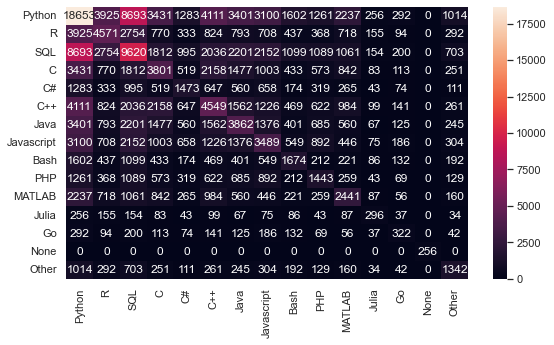 Python 18653 3925 8693 3431 1283 4111 3401 3100 1602 1261 2237 256 292 0 1014
R 3925 4571 2754 770 333 824 793 708 437 368 718 155 94 0 292
SQL 8693 2754 9620 1812 995 2036 2201 2152 1099 1089 1061 154 200 0 703
C 3431 770 1812 3801 519 2158 1477 1003 433 573 842 83 113 0 251
C# 1283 333 995 519 1473 647 560 658 174 319 265 43 74 0 111
C++ 4111 824 2036 2158 647 4549 1562 1226 469 622 984 99 141 0 261
Java 3401 793 2201 1477 560 1562 3862 1376 401 685 560 67 125 0 245
Javascript 3100 708 2152 1003 658 1226 1376 3489 549 892 446 75 186 0 304
Bash 1602 437 1099 433 174 469 401 549 1674 212 221 86 132 0 192
PHP 1261 368 1089 573 319 622 685 892 212 1443 259 43 69 0 129
MATLAB 2237 718 1061 842 265 984 560 446 221 259 2441 87 56 0 160
Julia 256 155 154 83 43 99 67 75 86 43 87 296 37 0 34
Go 292 94 200 113 74 141 125 186 132 69 56 37 322 0 42
None 0 0 0 0 0 0 0 0 0 0 0 0 0 256 0
Other 1014 292 703 251 111 261 245 304 192 129 160 34 42 0 1342
Python R SQL C C# C++ Java Javascript Bash PHP MATLAB Julia Go None Other
17500
15000
12500
10000
7500
5000
2500
0